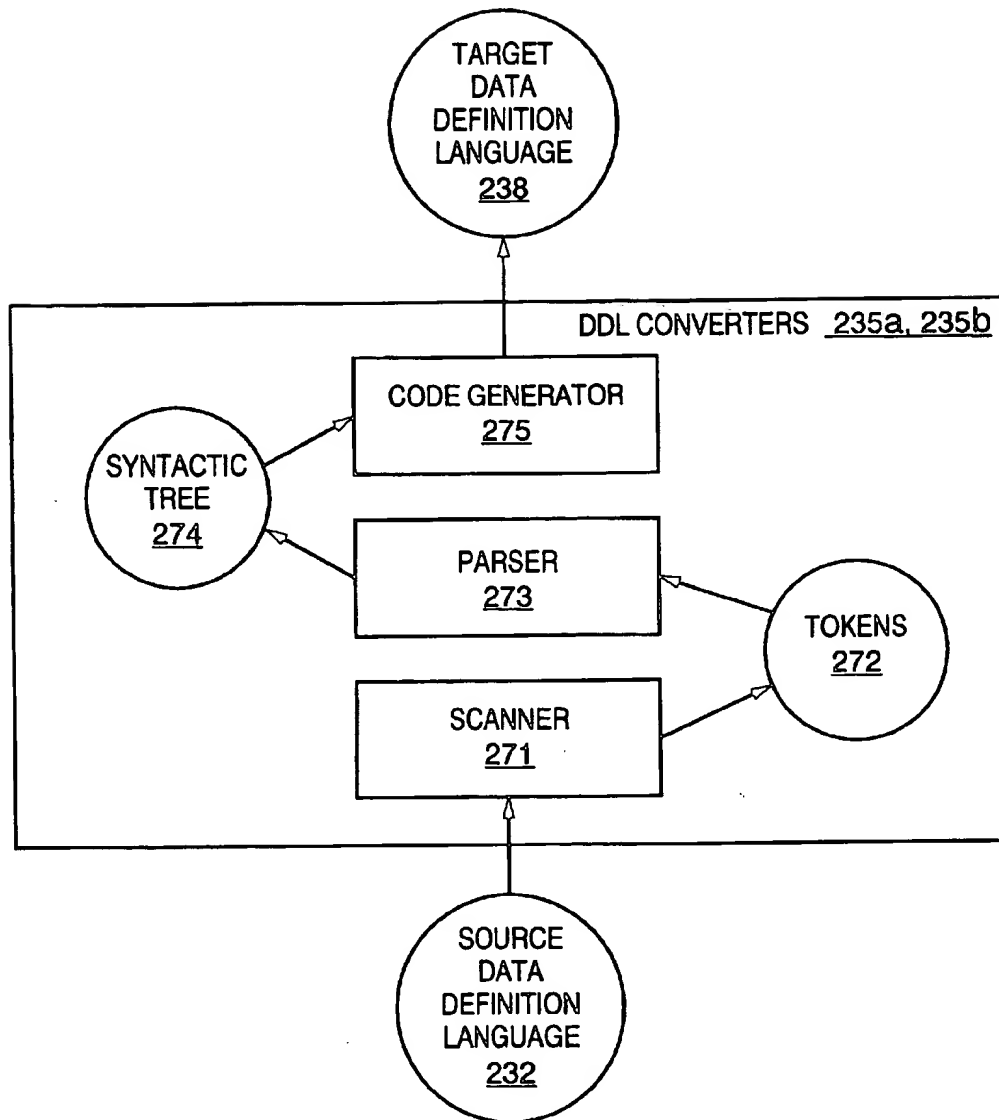 TARGET
DATA
DEFINITION
LANGUAGE
238
DDL CONVERTERS 235a, 235b
CODE GENERATOR
275
SYNTACTIC
TREE
274
PARSER
273
TOKENS
272
SCANNER
271
SOURCE
DATA
DEFINITION
LANGUAGE
232